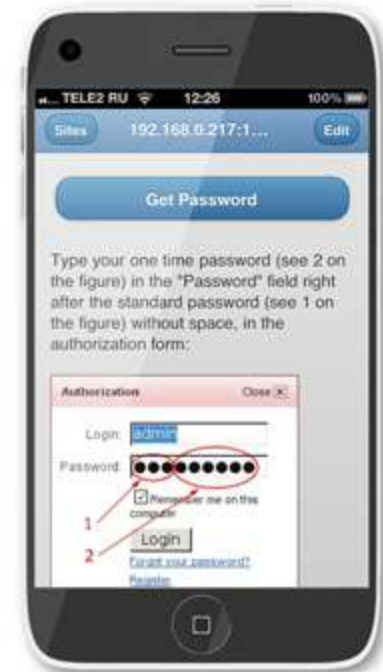 TELE2 RU 12:26 100%
Sites 192.168.0.217:1... Edit
Get Password
Type your one time password (see 2 on
the figure) in the "Password" field right
after the standard password (see 1 on
the figure) without space, in the
authorization form:
Authorization Close
Login: admin
Password:
Remember me on this
computer
1
Login
2
Forgot your password?
Register